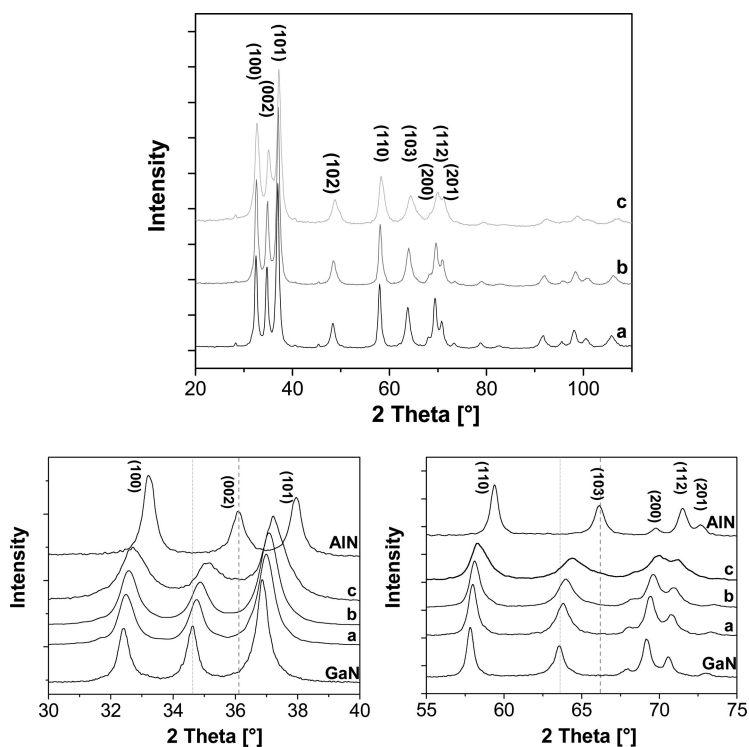 Intensity
(100)
(002)
(101)
(102)
(110)
(103)
(200)
(112)
(201)
c
b
a
20 40 60 80 100
2 Theta [°]
Intensity
(100)
(002)
(101)
AlN
c
b
a
GaN
30 32 34 36 38 40
2 Theta [°]
Intensity
(110)
(103)
(200)
(112)
(201)
AlN
c
b
a
GaN
55 60 65 70 75
2 Theta [°]